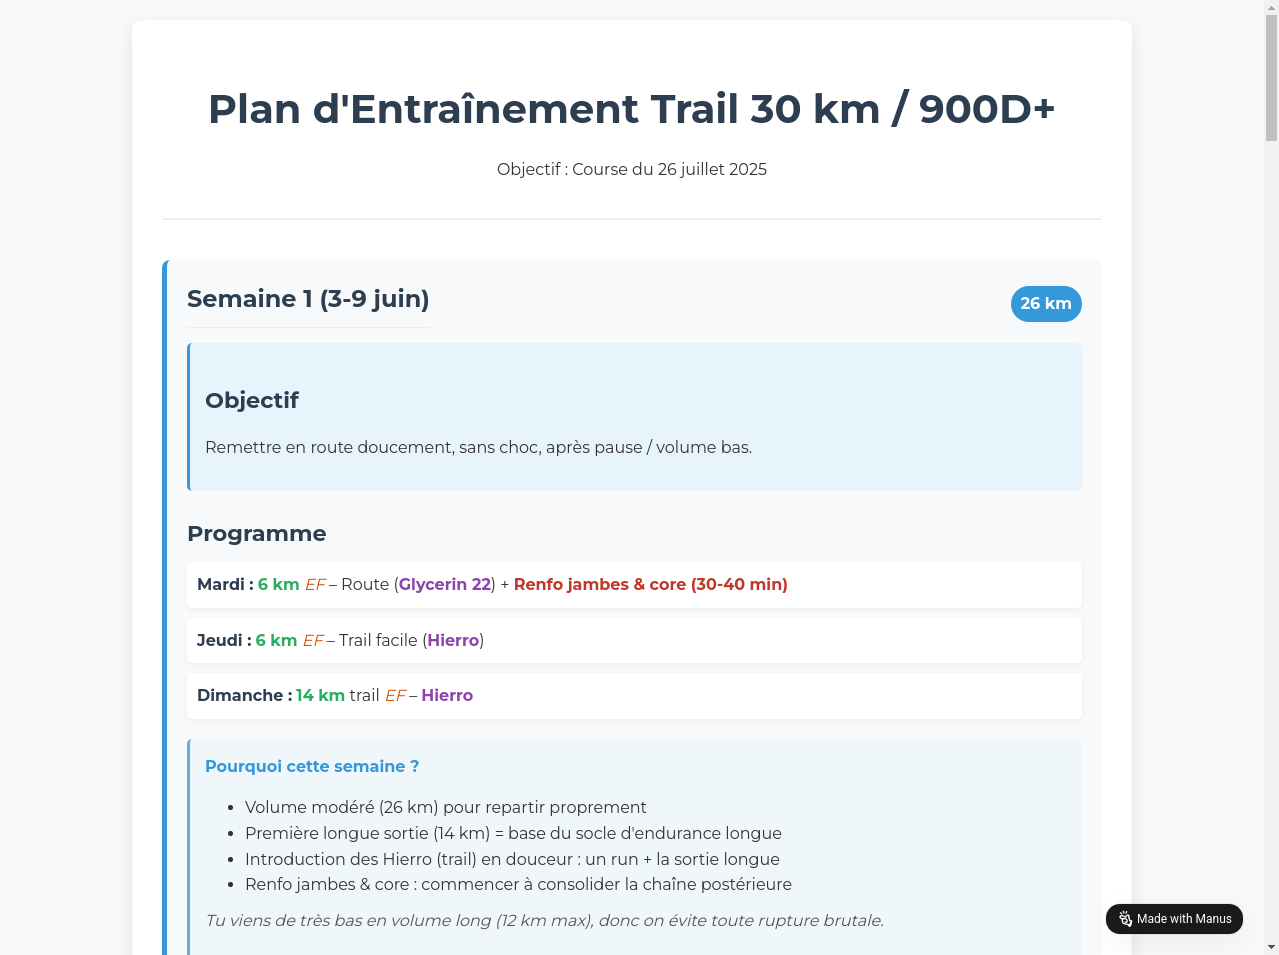 Plan d'Entraînement Trail 30 km / 900D+
Objectif : Course du 26 juillet 2025
Semaine 1 (3-9 juin)
26 km
Objectif
Remettre en route doucement, sans choc, après pause / volume bas.
Programme
Mardi : 6 km EF – Route (Glycerin 22) + Renfo jambes & core (30-40 min)
Jeudi : 6 km EF – Trail facile (Hierro)
Dimanche : 14 km trail EF – Hierro
Pourquoi cette semaine ?
• Volume modéré (26 km) pour repartir proprement
• Première longue sortie (14 km) = base du socle d'endurance longue
• Introduction des Hierro (trail) en douceur : un run + la sortie longue
• Renfo jambes & core : commencer à consolider la chaîne postérieure
Tu viens de très bas en volume long (12 km max), donc on évite toute rupture brutale.
Made with Manus